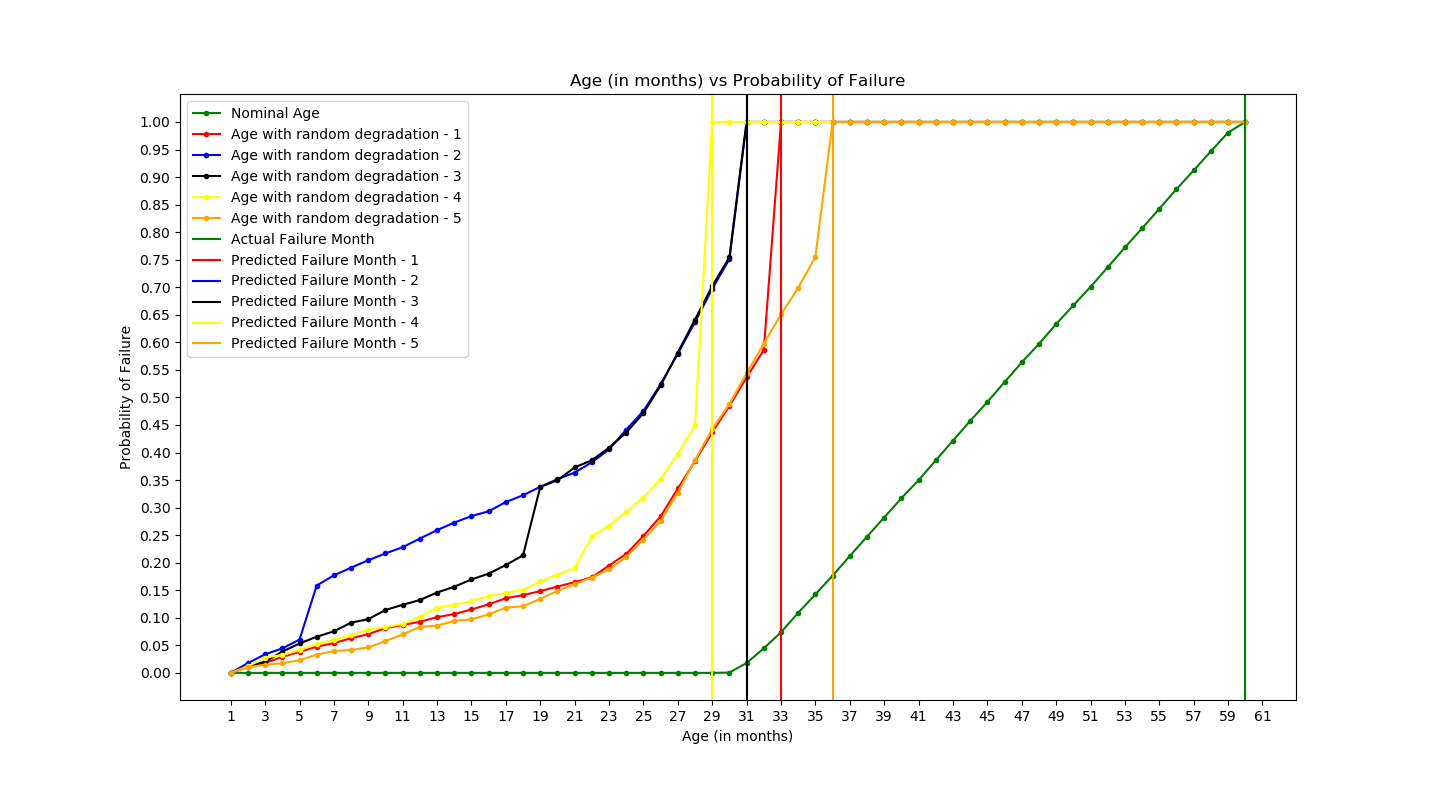 Age (in months) vs Probability of Failure
Nominal Age
Age with random degradation - 1
Age with random degradation - 2
Age with random degradation - 3
Age with random degradation - 4
Age with random degradation - 5
Actual Failure Month
Predicted Failure Month - 1
Predicted Failure Month - 2
Predicted Failure Month - 3
Predicted Failure Month - 4
Predicted Failure Month - 5
Probability of Failure
1.00
0.95
0.90
0.85
0.80
0.75
0.70
0.65
0.60
0.55
0.50
0.45
0.40
0.35
0.30
0.25
0.20
0.15
0.10
0.05
0.00
1 3 5 7 9 11 13 15 17 19 21 23 25 27 29 31 33 35 37 39 41 43 45 47 49 51 53 55 57 59 61
Age (in months)